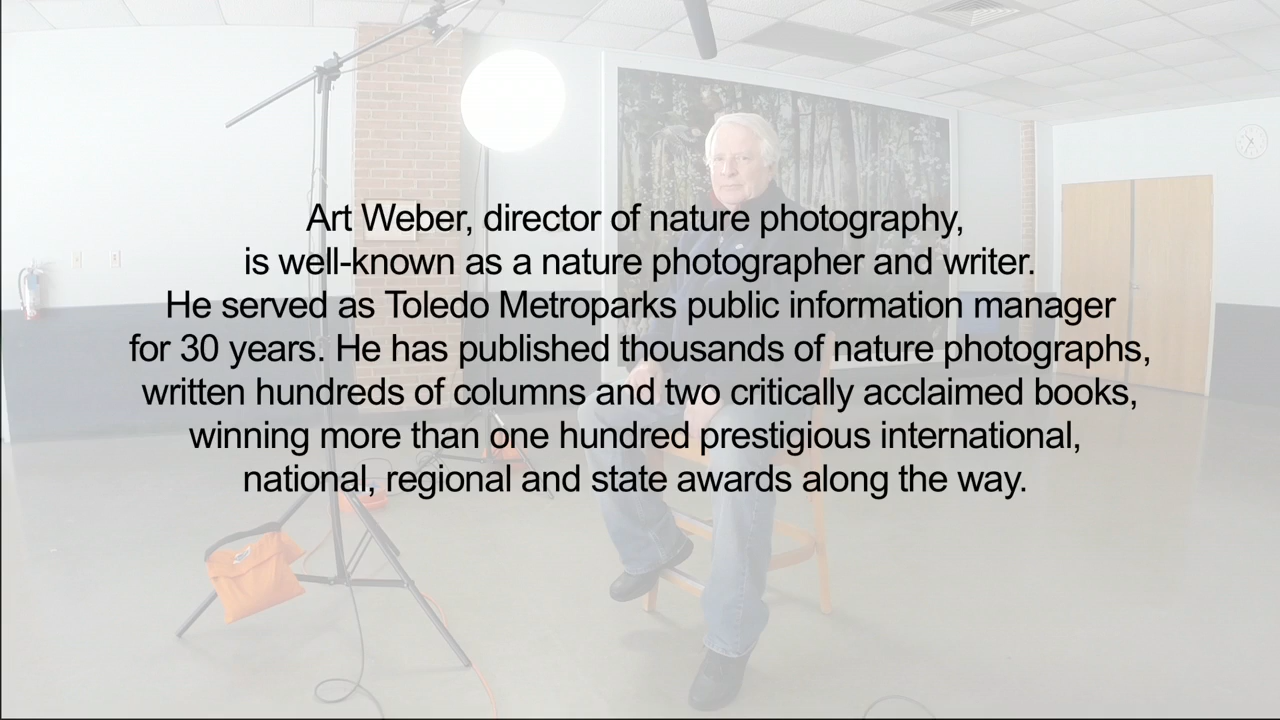 Art Weber, director of nature photography,
is well-known as a nature photographer and writer.
He served as Toledo Metroparks public information manager
for 30 years. He has published thousands of nature photographs,
written hundreds of columns and two critically acclaimed books,
winning more than one hundred prestigious international,
national, regional and state awards along the way.